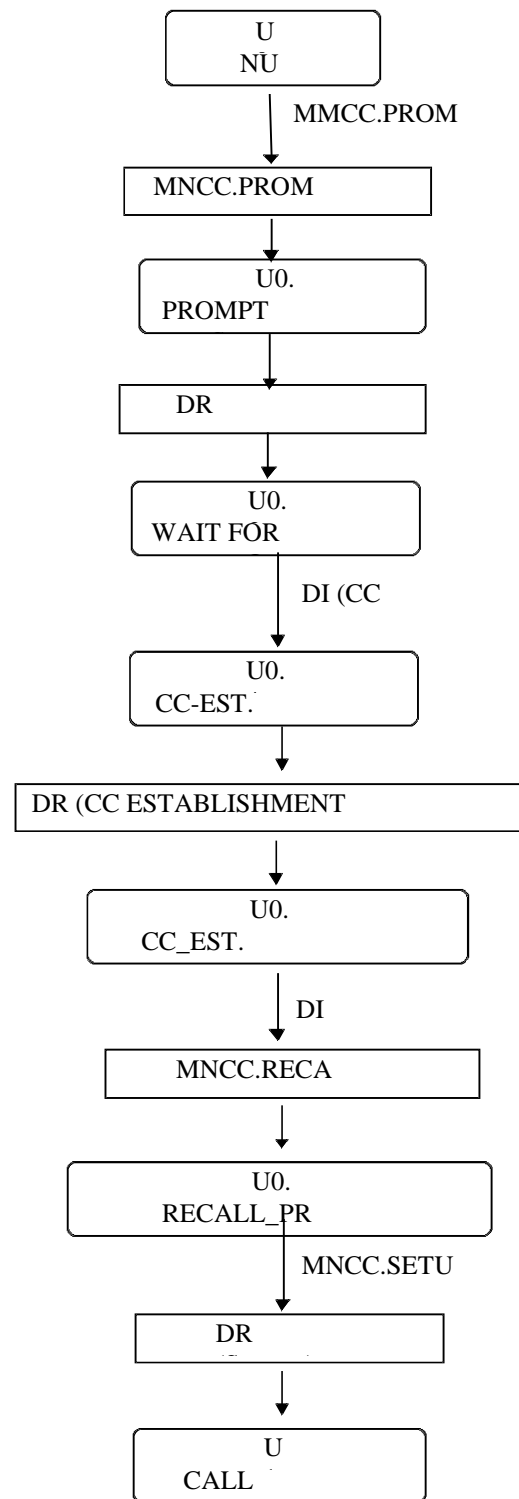 U
NU
MMCC.PROM
MNCC.PROM
U0.
PROMPT
DR
U0.
WAIT FOR
DI (CC
U0.
CC-EST.
DR (CC ESTABLISHMENT
U0.
CC_EST.
DI
MNCC.RECA
U0.
RECALL_PR
MNCC.SETU
DR
U
CALL